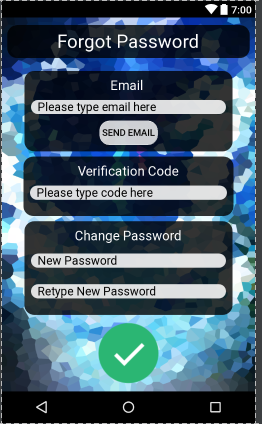 7:00
Forgot Password
Email
Please type email here
SEND EMAIL
Verification Code
Please type code here
Change Password
New Password
Retype New Password